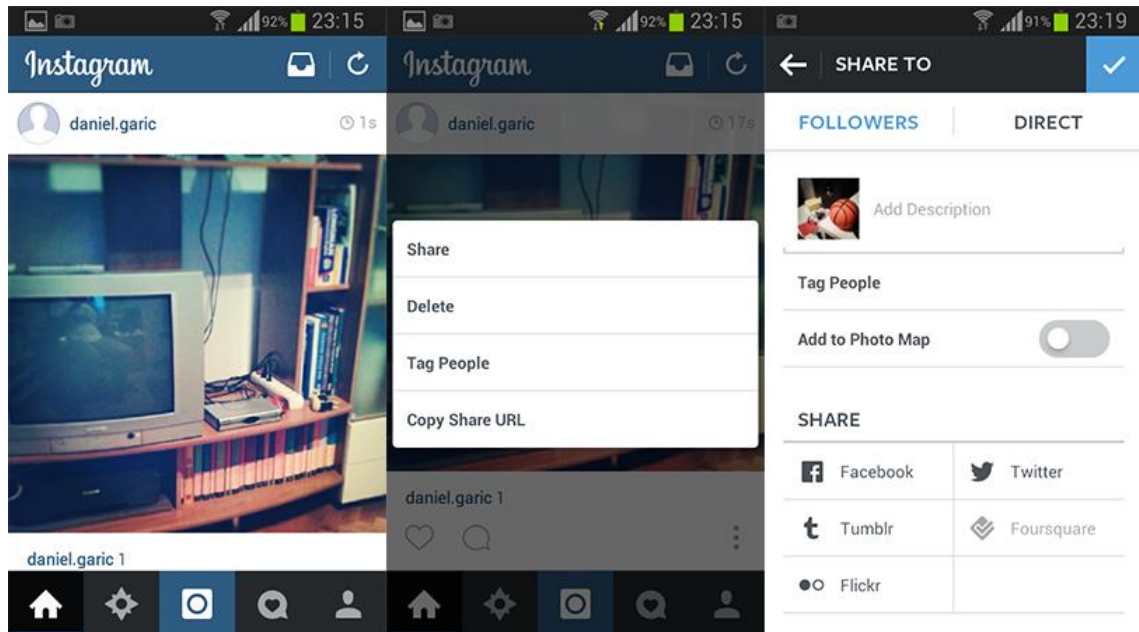 92% 23:15
Instagram
daniel.garic 1s
daniel.garic 1
92% 23:15
Instagram
daniel.garic 17s
Share
Delete
Tag People
Copy Share URL
daniel.garic 1
91% 23:19
SHARE TO
FOLLOWERS DIRECT
Add Description
Tag People
Add to Photo Map
SHARE
Facebook Twitter
Tumblr Foursquare
Flickr